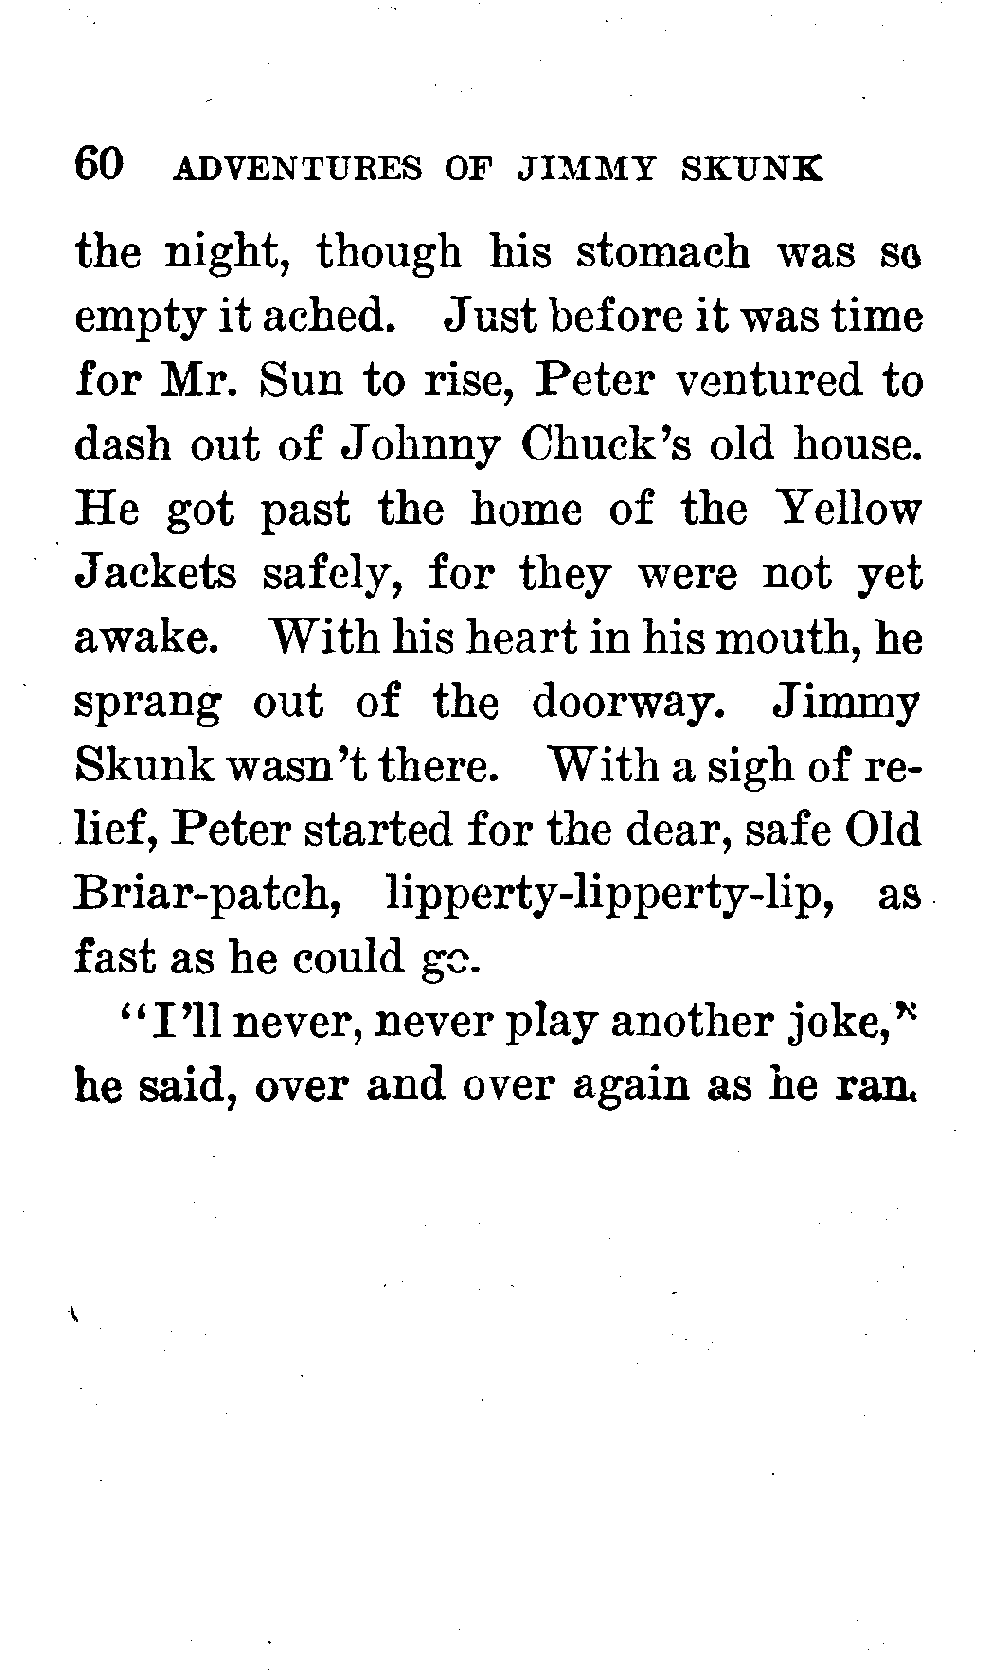 60 ADVENTURES OF JIMMY SKUNK
the night, though his stomach was so
empty it ached. Just before it was time
for Mr. Sun to rise, Peter ventured to
dash out of Johnny Chuck's old house.
He got past the home of the Yellow
Jackets safely, for they were not yet
awake. With his heart in his mouth, he
sprang out of the doorway. Jimmy
Skunk wasn't there. With a sigh of re-
lief, Peter started for the dear, safe Old
Briar-patch, lipperty-lipperty-lip, as
fast as he could go.
"I'll never, never play another joke,"
he said, over and over again as he ran.